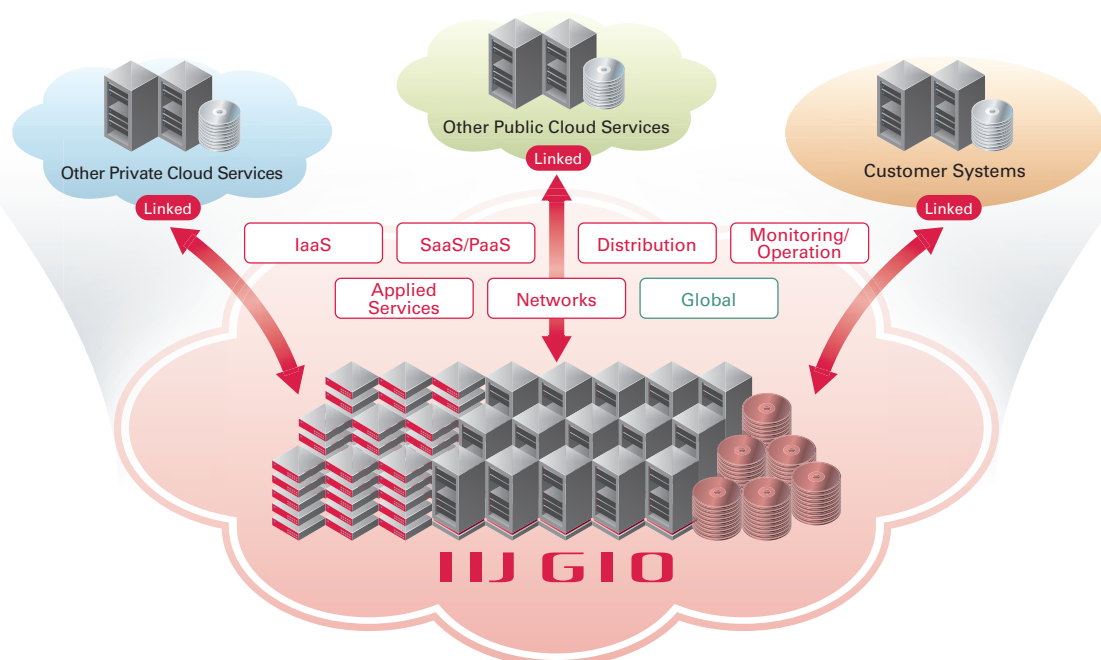 Other Public Cloud Services
Linked
Other Private Cloud Services
Linked
Customer Systems
Linked
IaaS
SaaS/PaaS
Distribution
Monitoring/
Operation
Applied
Services
Networks
Global
IIJ GIO